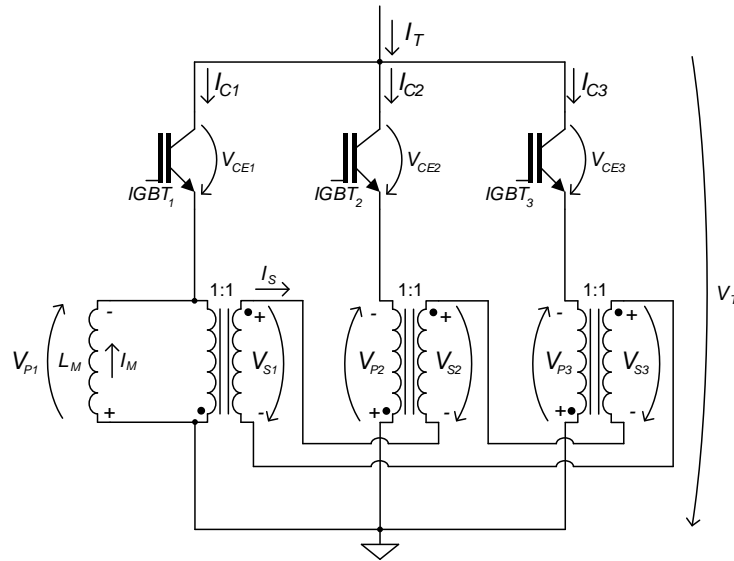 I_T
I_C1 I_C2 I_C3
V_CE1 V_CE2 V_CE3
IGBT_1 IGBT_2 IGBT_3
1:1 I_S 1:1 1:1
V_T
- + - + - +
V_P1 L_M I_M V_S1 V_P2 V_S2 V_P3 V_S3
+ - + - + -